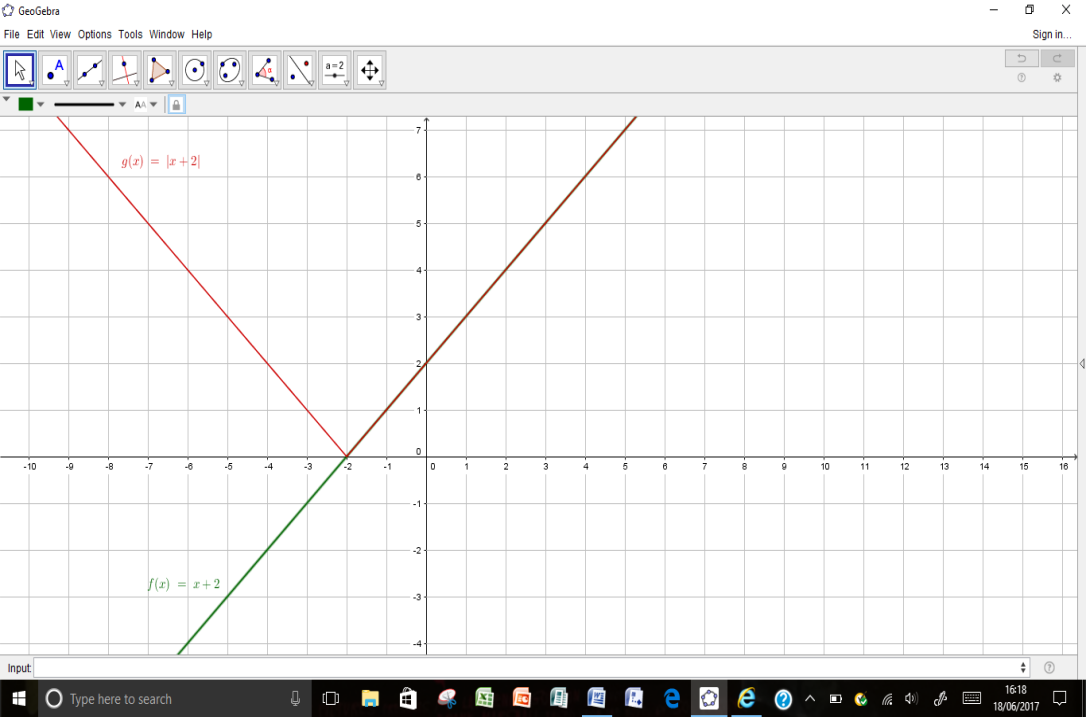 GeoGebra
File Edit View Options Tools Window Help
Sign in...
A
α
a=2
AA
7
g(x) = |x+2|
6
5
4
3
2
1
0
-10 -9 -8 -7 -6 -5 -4 -3 -2 -1 0 1 2 3 4 5 6 7 8 9 10 11 12 13 14 15 16
-1
-2
f(x) = x+2
-3
-4
Input:
Type here to search
16:18
18/06/2017